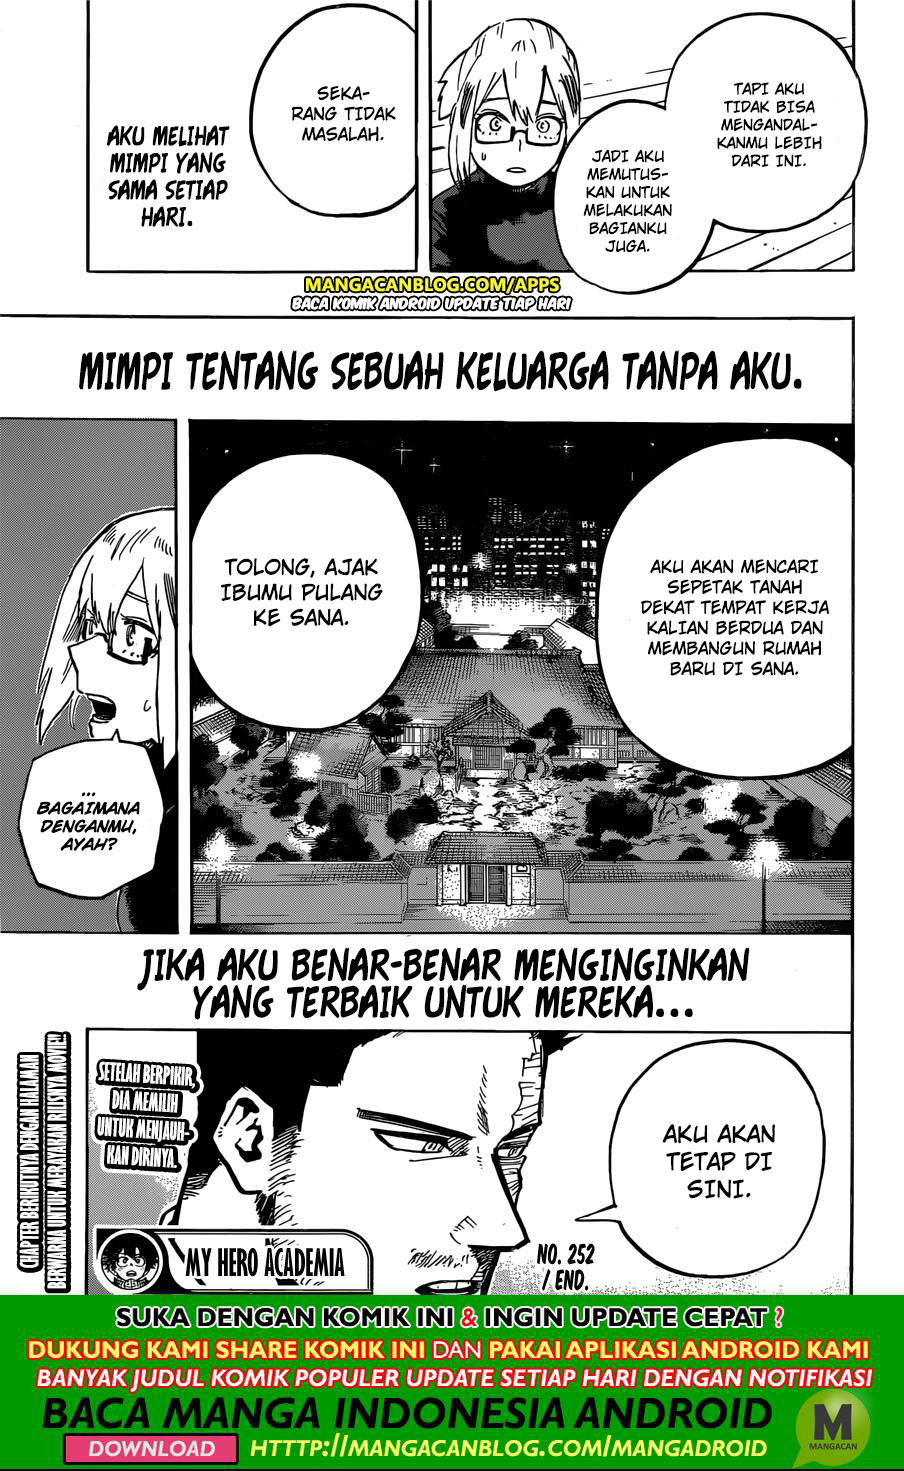 TAPI AKU
TIDAK BISA
MENGANDAL-
KANMU LEBIH
DARI INI.
JADI AKU
MEMUTUS-
KAN UNTUK
MELAKUKAN
BAGIANKU
JUGA.
SEKA-
RANG TIDAK
MASALAH.
AKU MELIHAT
MIMPI YANG
SAMA SETIAP
HARI.
MANGACANBLOG.COM/APPS
BACA KOMIK ANDROID UPDATE TIAP HARI
MIMPI TENTANG SEBUAH KELUARGA TANPA AKU.
AKU AKAN MENCARI
SEPETAK TANAH
DEKAT TEMPAT KERJA
KALIAN BERDUA DAN
MEMBANGUN RUMAH
BARU DI SANA.
TOLONG, AJAK
IBUMU PULANG
KE SANA.
...
BAGAIMANA
DENGANMU,
AYAH?
JIKA AKU BENAR-BENAR MENGINGINKAN
YANG TERBAIK UNTUK MEREKA...
AKU AKAN
TETAP DI
SINI.
SETELAH BERPIKIR,
DIA MEMILIH
UNTUK MENJAUH-
KAN DIRINYA.
CHAPTER BERIKUTNYA DENGAN HALAMAN
BERWARNA UNTUK MERAYAKAN RILISNYA MOVIE!!
MY HERO ACADEMIA
NO. 252
/ END.
SUKA DENGAN KOMIK INI & INGIN UPDATE CEPAT ?
DUKUNG KAMI SHARE KOMIK INI DAN PAKAI APLIKASI ANDROID KAMI
BANYAK JUDUL KOMIK POPULER UPDATE SETIAP HARI DENGAN NOTIFIKASI
BACA MANGA INDONESIA ANDROID
DOWNLOAD HTTTP://MANGACANBLOG.COM/MANGADROID
M
MANGACAN